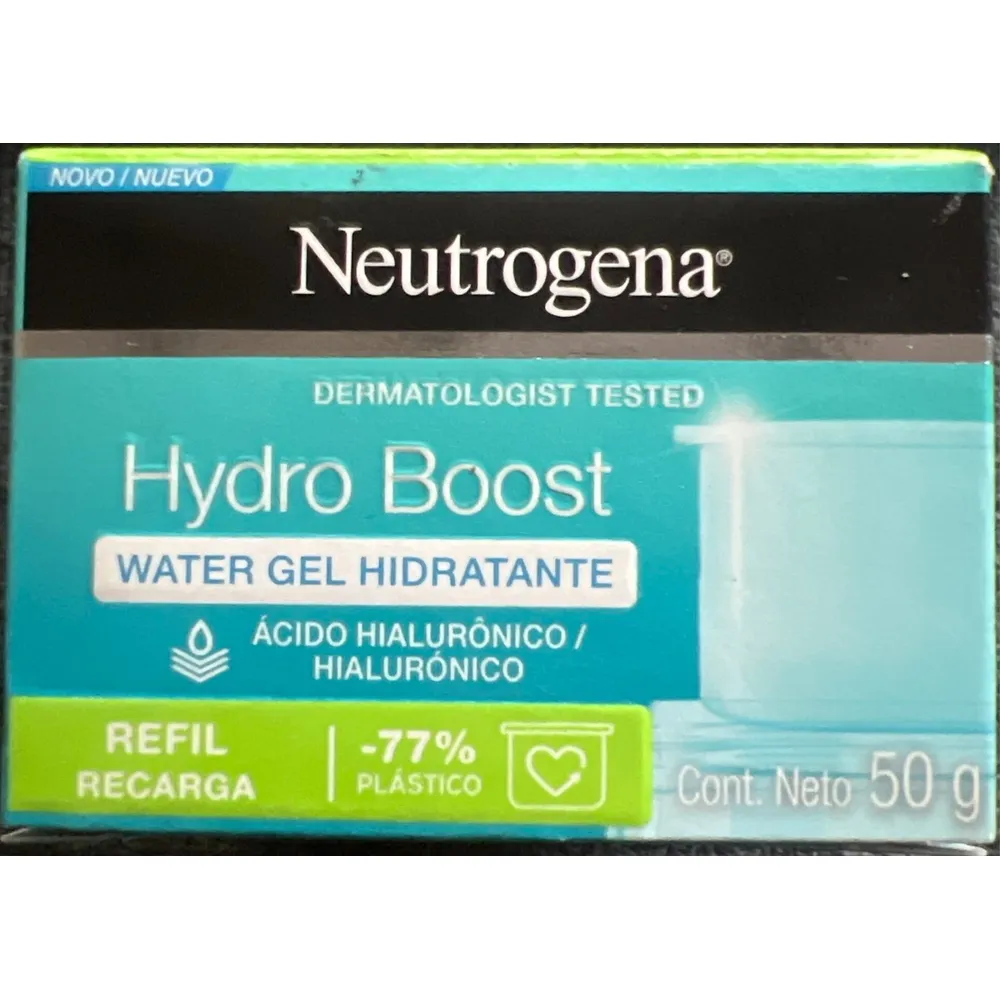 NOVO / NUEVO
Neutrogena®
DERMATOLOGIST TESTED
Hydro Boost
WATER GEL HIDRATANTE
ÁCIDO HIALURÔNICO /
HIALURÓNICO
REFIL
RECARGA
-77%
PLÁSTICO
Cont. Neto 50 g